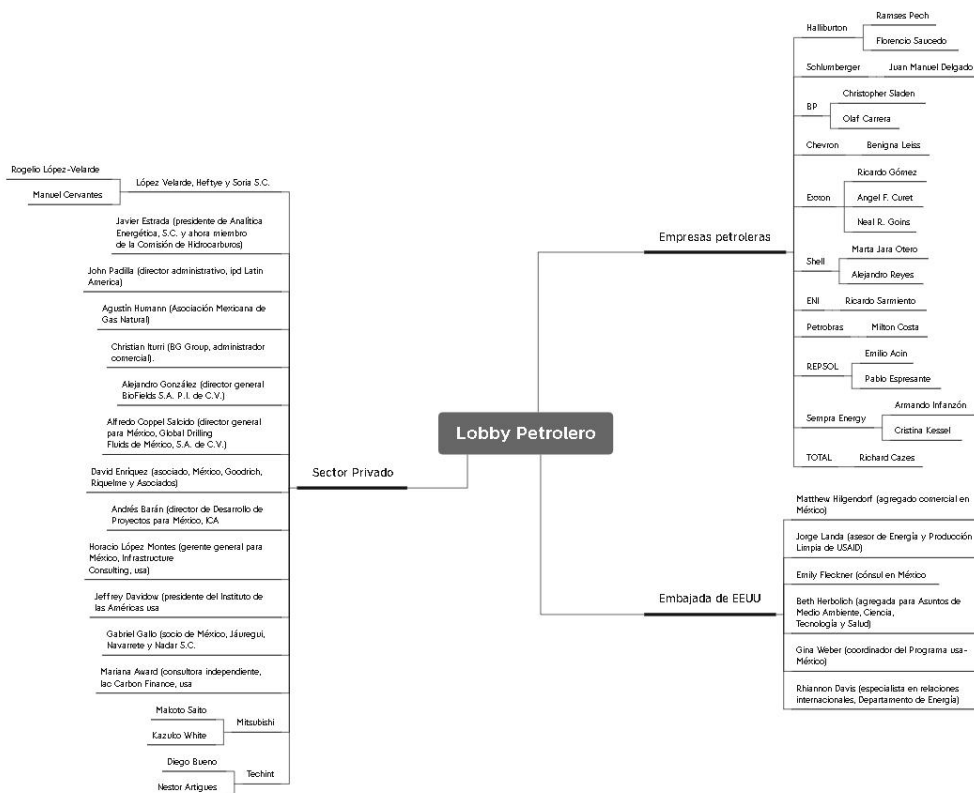 Lobby Petrolero
Empresas petroleras
Halliburton
Ramses Pech
Florencio Saucedo
Schlumberger
Juan Manuel Delgado
BP
Christopher Sladen
Olaf Carrera
Chevron
Benigna Leiss
Exxon
Ricardo Gómez
Angel F. Curet
Neal R. Goins
Shell
Marta Jara Otero
Alejandro Reyes
ENI
Ricardo Sarmiento
Petrobras
Milton Costa
REPSOL
Emilio Acin
Pablo Espresante
Sempra Energy
Armando Infanzón
Cristina Kessel
TOTAL
Richard Cazes
Embajada de EEUU
Matthew Hilgendorf (agregado comercial en
México)
Jorge Landa (asesor de Energía y Producción
Limpia de USAID)
Emily Fleckner (cónsul en México
Beth Herbolich (agregada para Asuntos de
Medio Ambiente, Ciencia,
Tecnología y Salud)
Gina Weber (coordinador del Programa usa-
México)
Rhiannon Davis (especialista en relaciones
internacionales, Departamento de Energía)
Sector Privado
López Velarde, Heftye y Soria S.C.
Rogelio López-Velarde
Manuel Cervantes
Javier Estrada (presidente de Analítica
Energética, S.C. y ahora miembro
de la Comisión de Hidrocarburos)
John Padilla (director administrativo, ipd Latin
America)
Agustín Humann (Asociación Mexicana de
Gas Natural)
Christian Iturri (BG Group, administrador
comercial).
Alejandro González (director general
BioFields S.A. P.I. de C.V.)
Alfredo Coppel Salcido (director general
para México, Global Drilling
Fluids de México, S.A. de C.V.)
David Enríquez (asociado, México, Goodrich,
Riquelme y Asociados)
Andrés Barán (director de Desarrollo de
Proyectos para México, ICA
Horacio López Montes (gerente general para
México, Infrastructure
Consulting, usa)
Jeffrey Davidow (presidente del Instituto de
las Américas usa
Gabriel Gallo (socio de México, Jáuregui,
Navarrete y Nadar S.C.
Mariana Award (consultora independiente,
lac Carbon Finance, usa
Mitsubishi
Makoto Saito
Kazuko White
Techint
Diego Bueno
Nestor Artigues